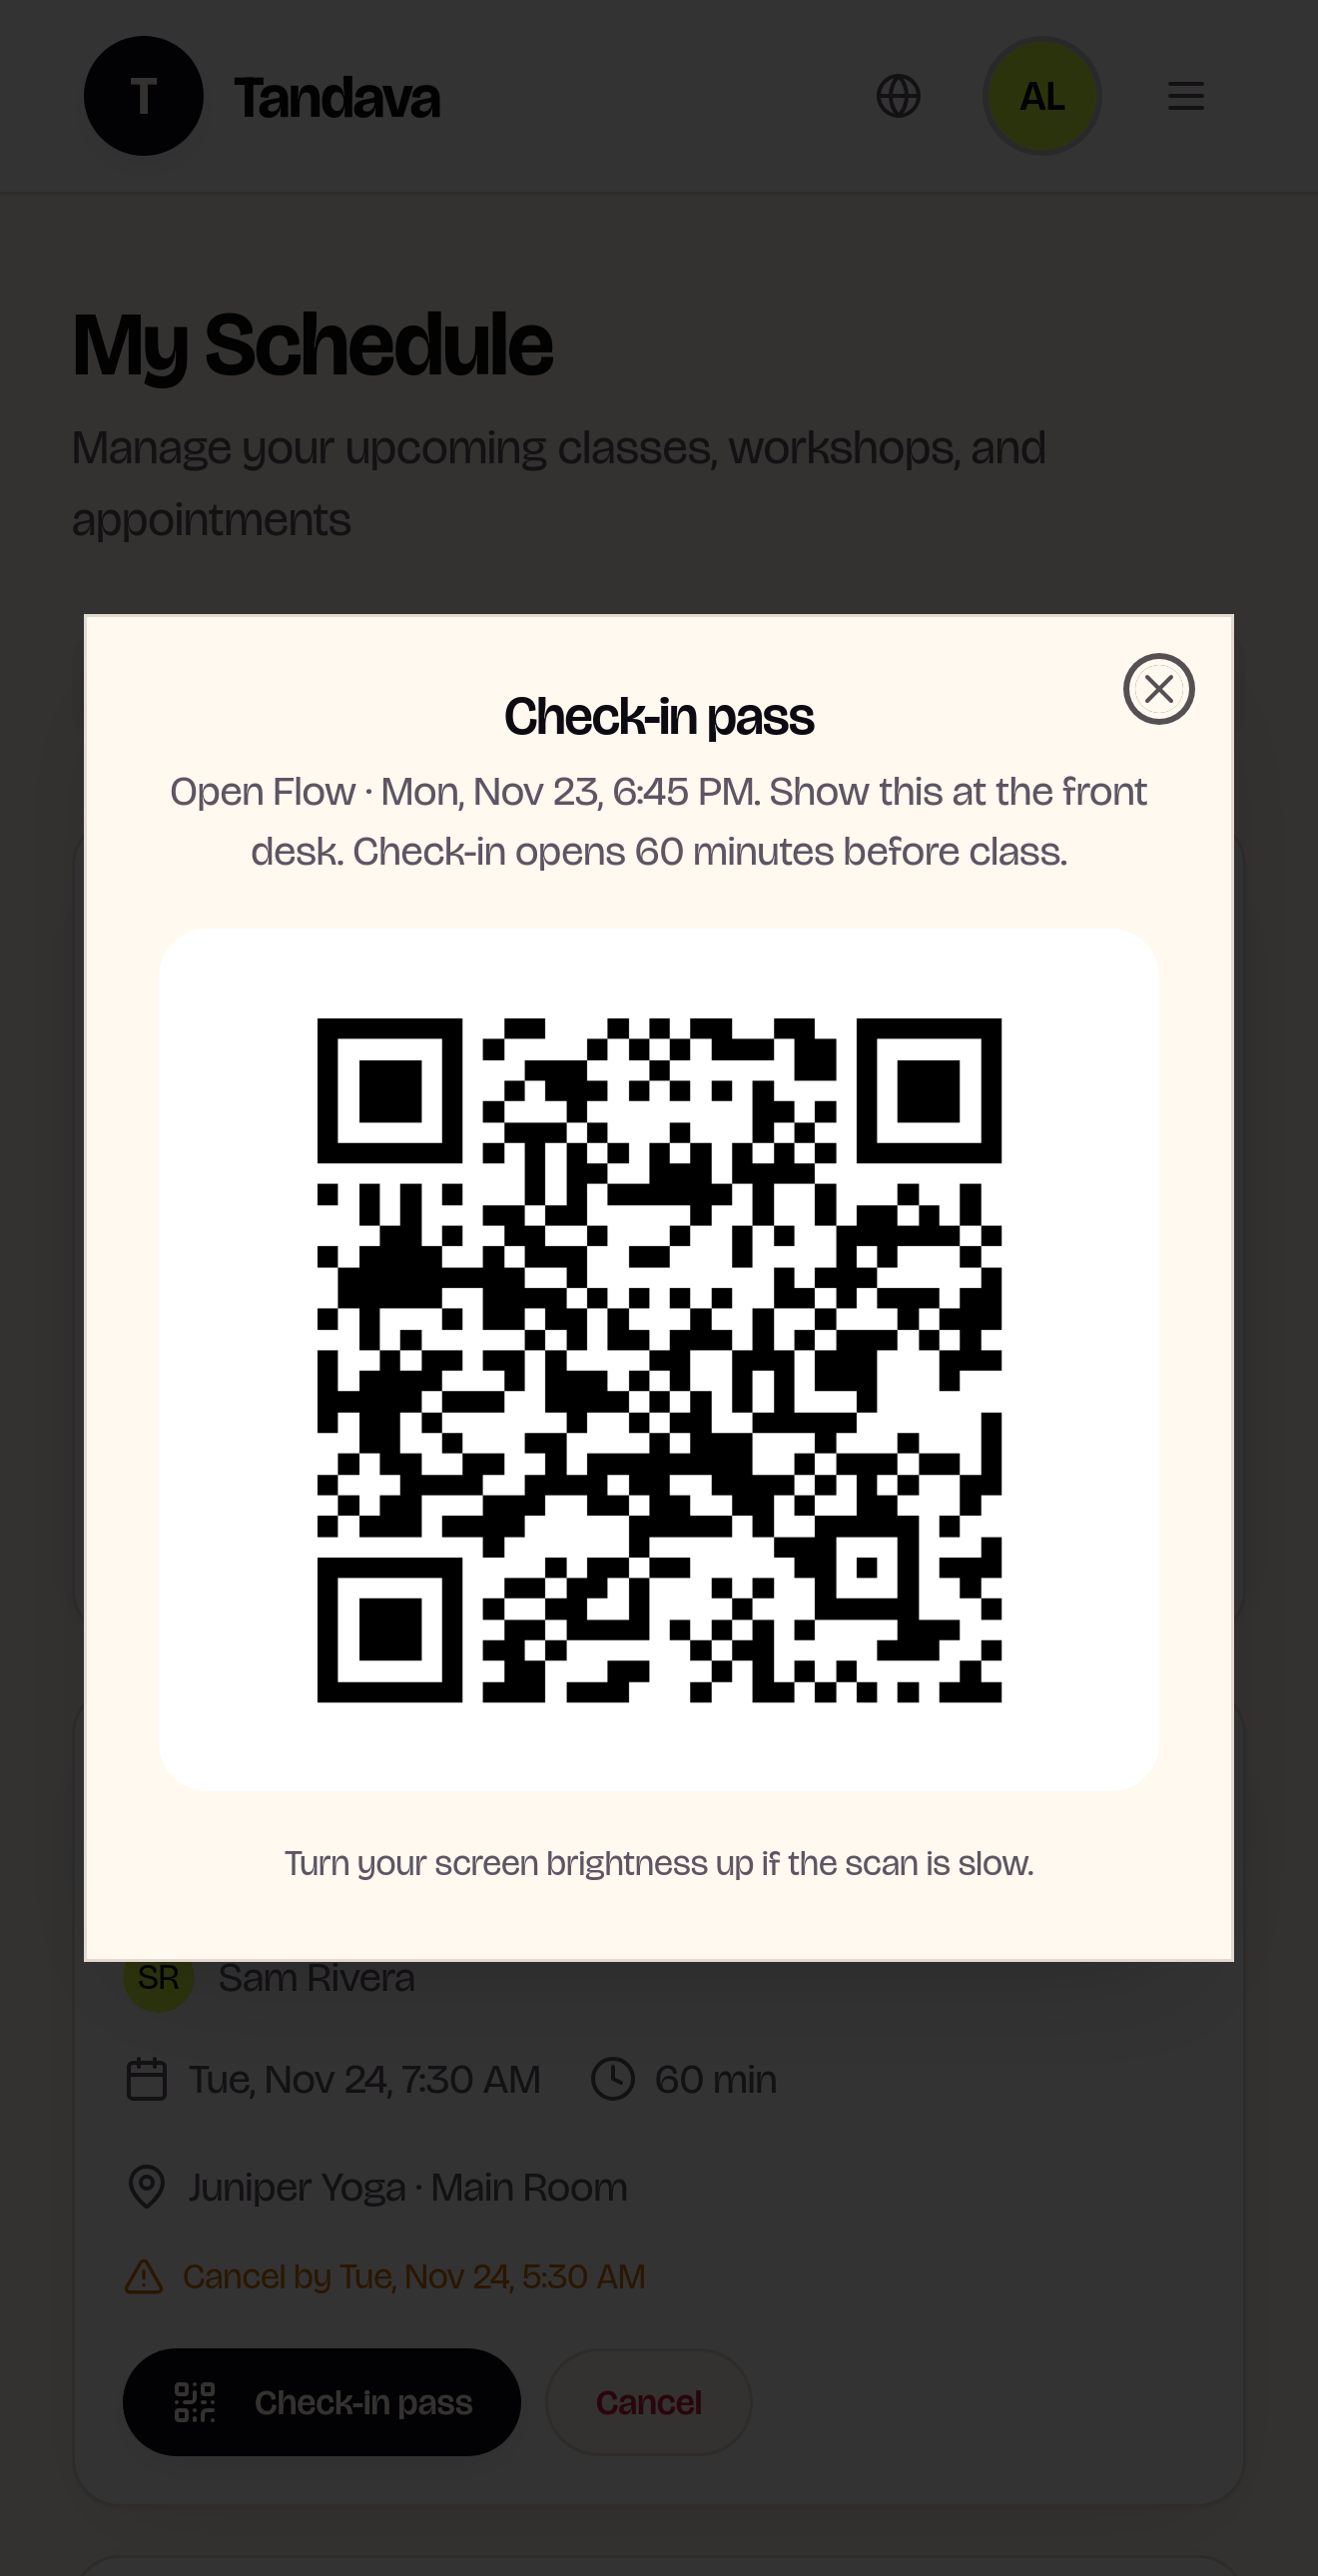 T
Tandava
AL
My Schedule
Manage your upcoming classes, workshops, and
appointments
Check-in pass
Open Flow · Mon, Nov 23, 6:45 PM. Show this at the front
desk. Check-in opens 60 minutes before class.
Turn your screen brightness up if the scan is slow.
SR Sam Rivera
Tue, Nov 24, 7:30 AM 60 min
Juniper Yoga · Main Room
Cancel by Tue, Nov 24, 5:30 AM
Check-in pass Cancel